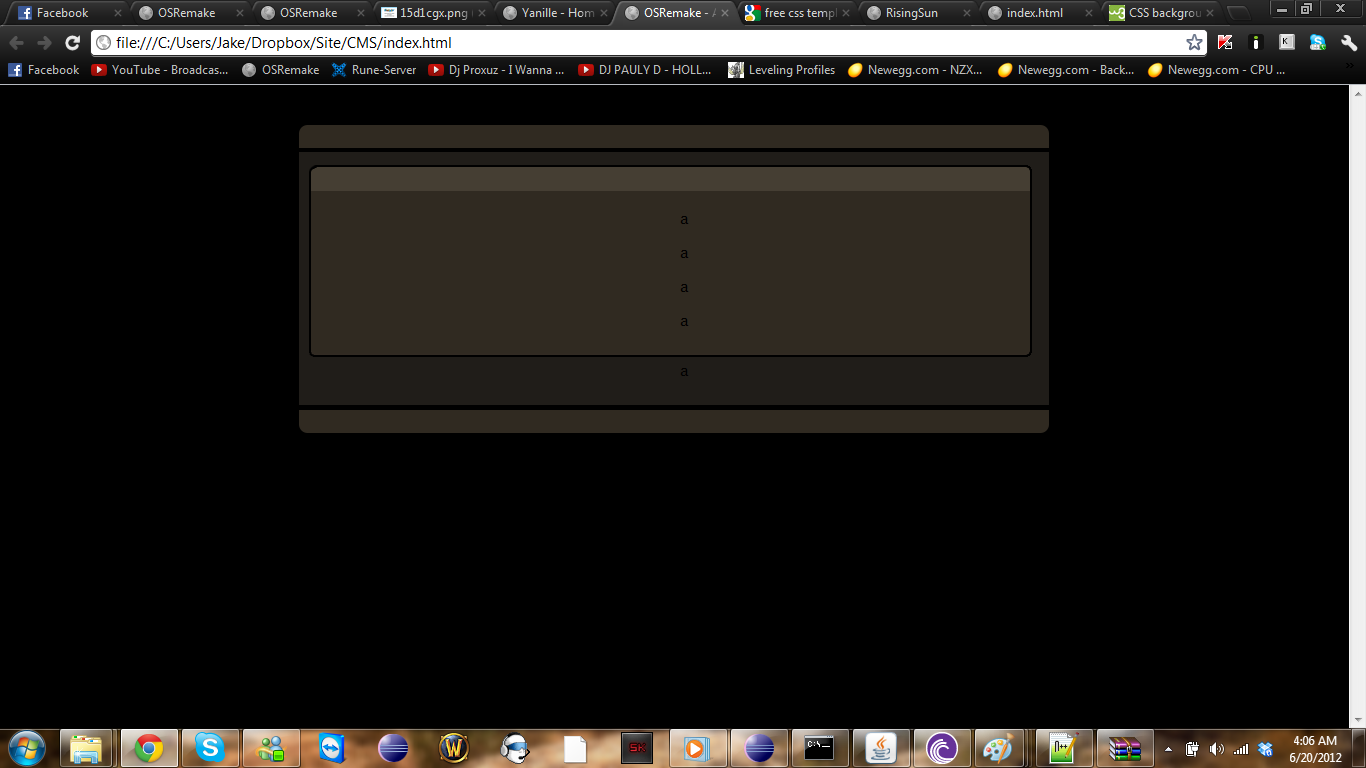 Facebook OSRemake OSRemake 15d1cgx.png Yanille - Hom OSRemake - A free css templ RisingSun index.html CSS backgrou
file:///C:/Users/Jake/Dropbox/Site/CMS/index.html
Facebook YouTube - Broadcas... OSRemake Rune-Server Dj Proxuz - I Wanna ... DJ PAULY D - HOLL... Leveling Profiles Newegg.com - NZX... Newegg.com - Back... Newegg.com - CPU ...
a
a
a
a
a
4:06 AM
6/20/2012